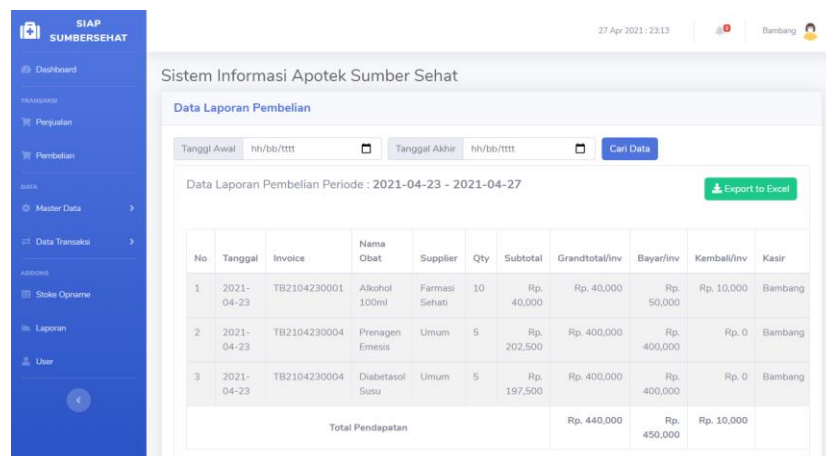 SIAP
SUMBERSEHAT
27 Apr 2021 : 23:13
Bambang
Dashboard
TRANSAKSI
Penjualan
Pembelian
DATA
Master Data
Data Transaksi
ADDONS
Stoke Opname
Laporan
User
Sistem Informasi Apotek Sumber Sehat
Data Laporan Pembelian
Tanggl Awal hh/bb/tttt Tanggal Akhir hh/bb/tttt Cari Data
Data Laporan Pembelian Periode : 2021-04-23 - 2021-04-27 Export to Excel
No Tanggal Invoice Nama Obat Supplier Qty Subtotal Grandtotal/inv Bayar/inv Kembali/inv Kasir
1 2021-04-23 TB2104230001 Alkohol 100ml Farmasi Sehati 10 Rp. 40,000 Rp. 40,000 Rp. 50,000 Rp. 10,000 Bambang
2 2021-04-23 TB2104230004 Prenagen Emesis Umum 5 Rp. 202,500 Rp. 400,000 Rp. 400,000 Rp. 0 Bambang
3 2021-04-23 TB2104230004 Diabetasol Susu Umum 5 Rp. 197,500 Rp. 400,000 Rp. 400,000 Rp. 0 Bambang
Total Pendapatan Rp. 440,000 Rp. 450,000 Rp. 10,000